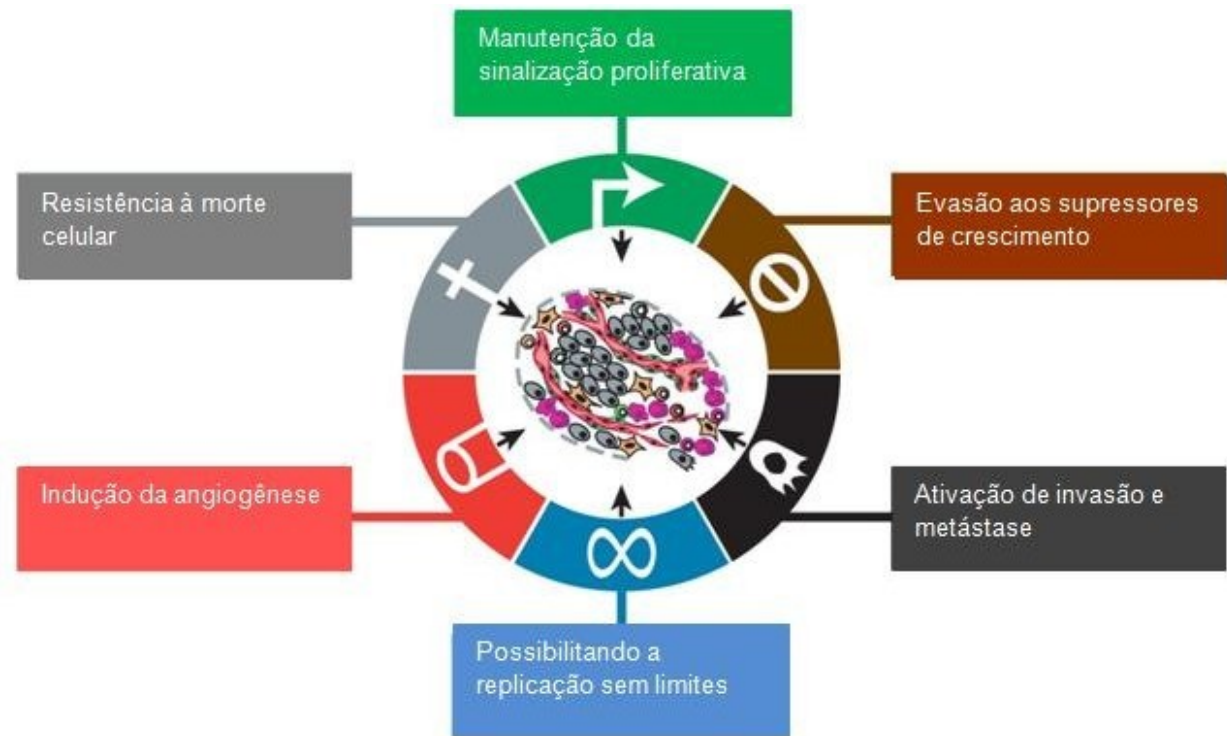 Manutenção da
sinalização proliferativa
Resistência à morte
celular
Evasão aos supressores
de crescimento
Indução da angiogênese
Ativação de invasão e
metástase
Possibilitando a
replicação sem limites